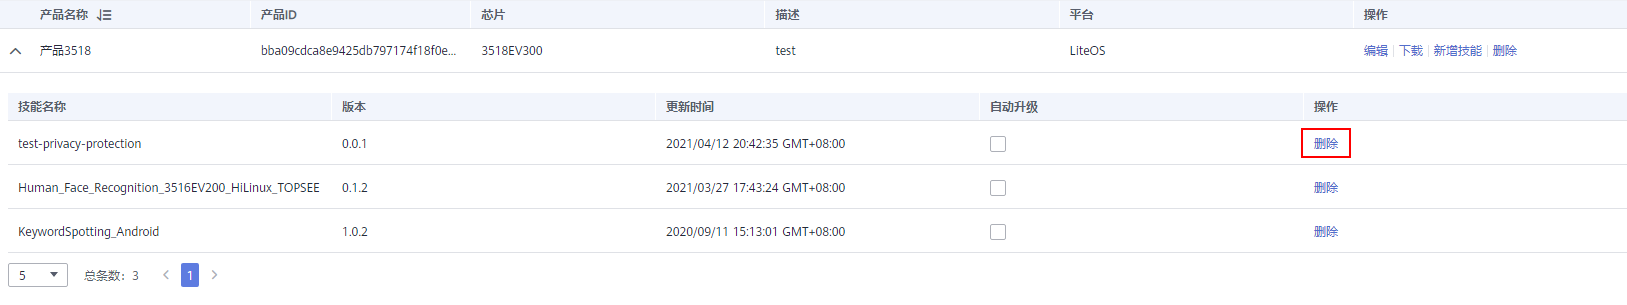 产品名称 产品ID 芯片 描述 平台 操作
产品3518 bba09cdca8e9425db797174f18f0e... 3518EV300 test LiteOS 编辑 | 下载 | 新增技能 | 删除
技能名称 版本 更新时间 自动升级 操作
test-privacy-protection 0.0.1 2021/04/12 20:42:35 GMT+08:00 删除
Human_Face_Recognition_3516EV200_HiLinux_TOPSEE 0.1.2 2021/03/27 17:43:24 GMT+08:00 删除
KeywordSpotting_Android 1.0.2 2020/09/11 15:13:01 GMT+08:00 删除
5 总条数：3 < 1 >